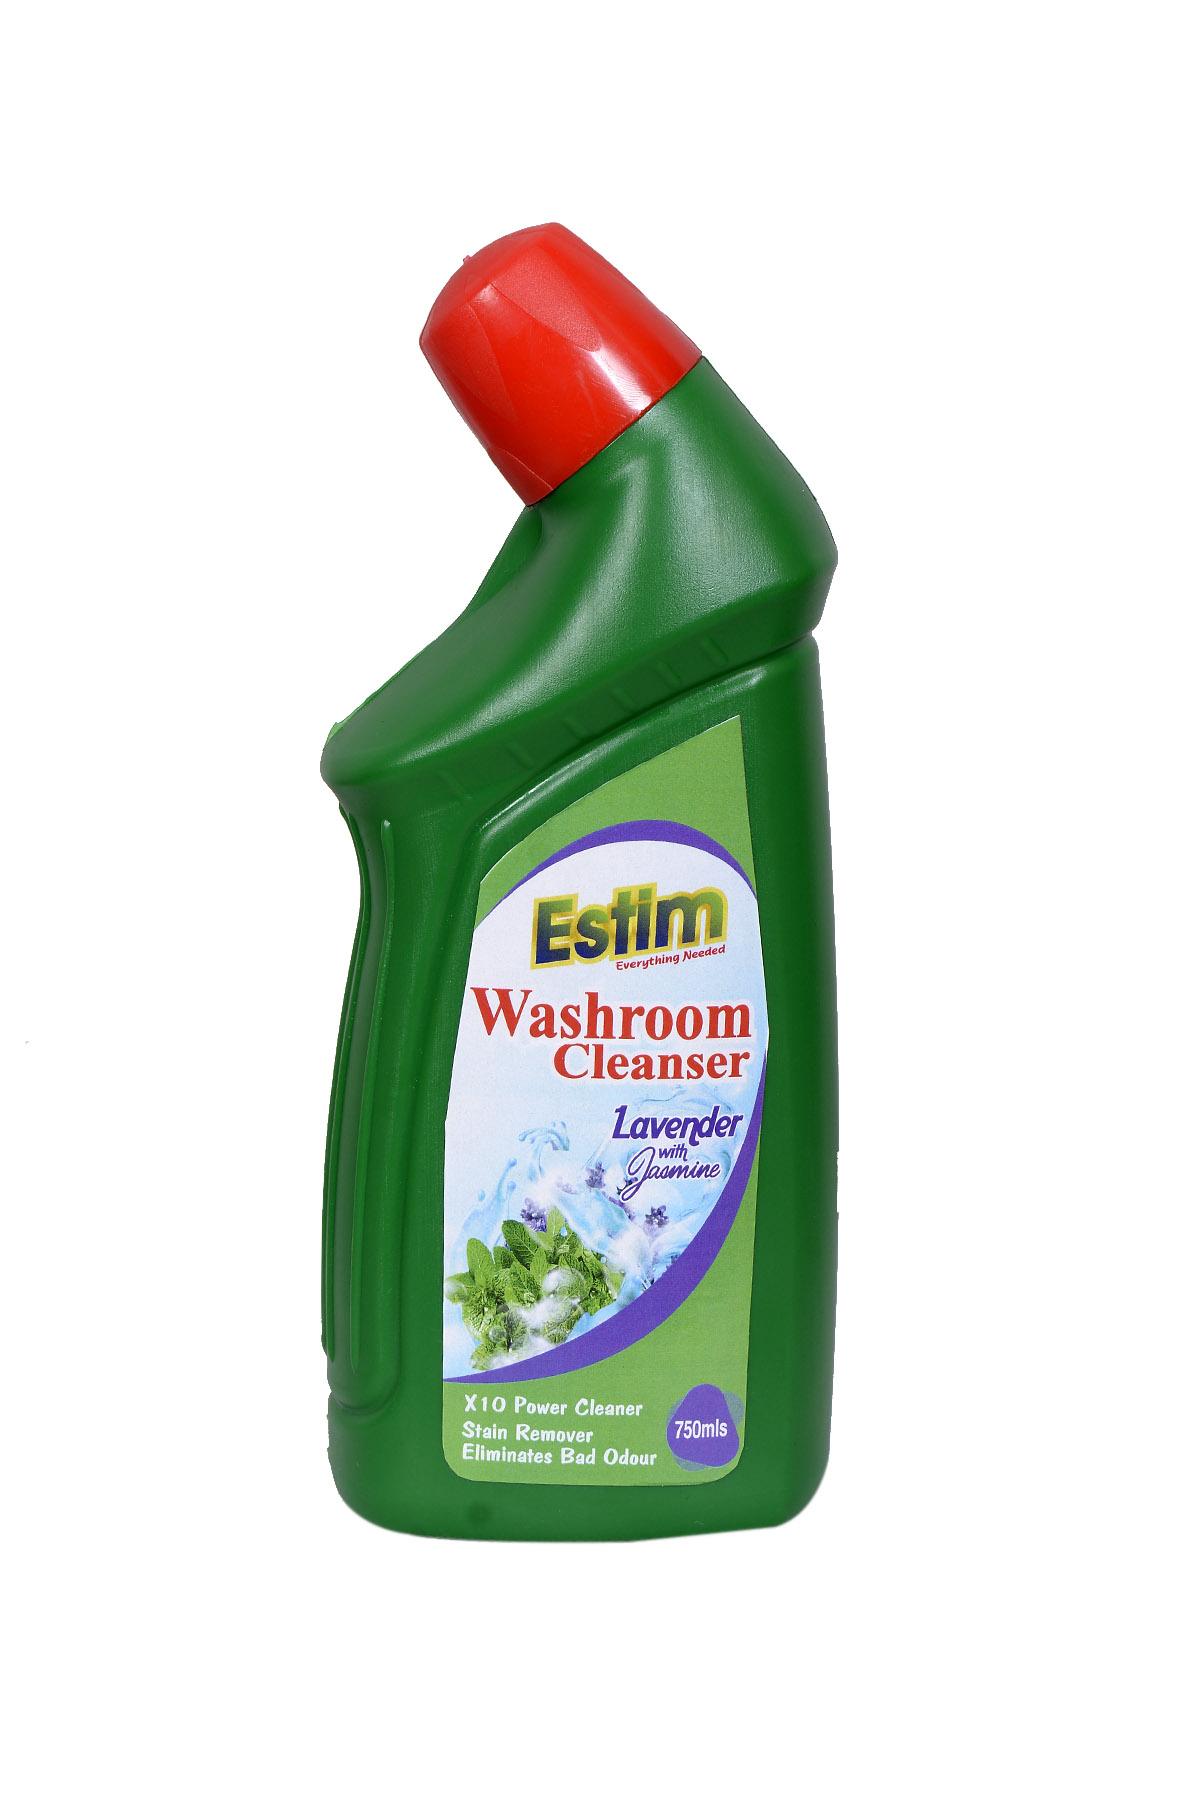 Estim
Everything Needed
Washroom
Cleanser
Lavender
with
Jasmine
X10 Power Cleaner
Stain Remover
Eliminates Bad Odour
750mls